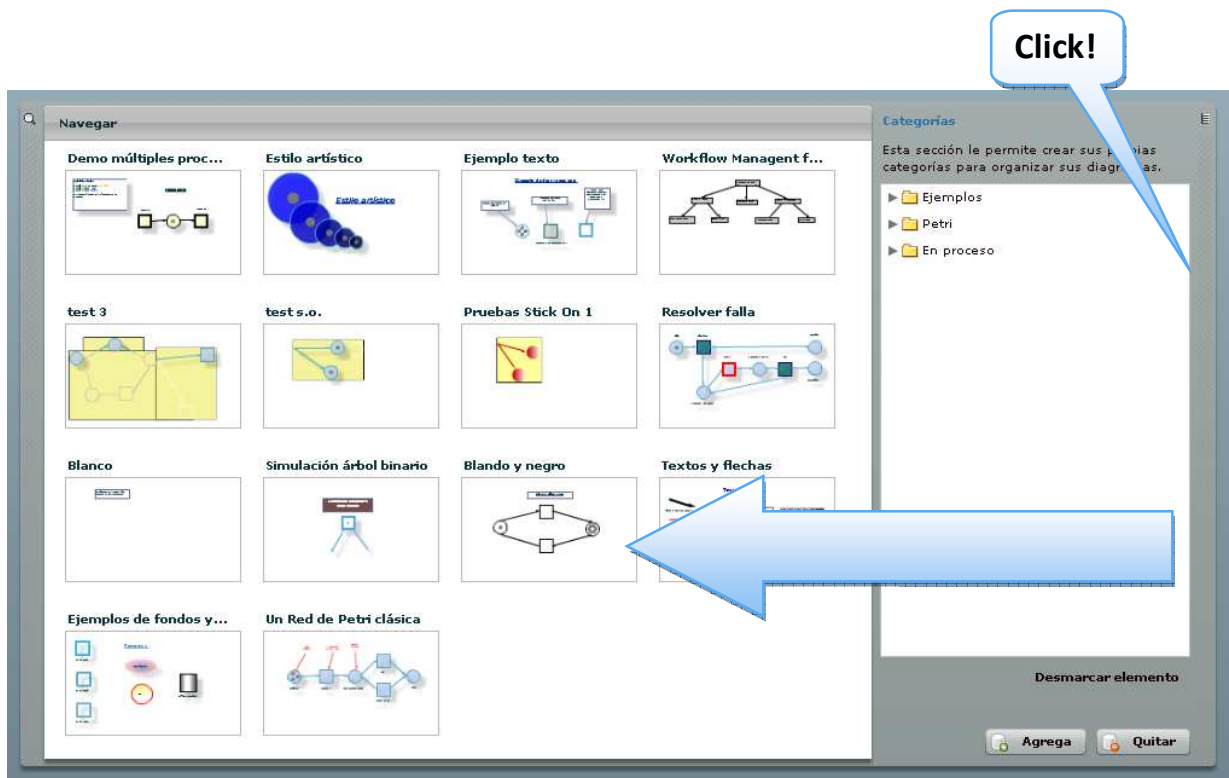 Click!
Navegar
Demo múltiples proc...
Estilo artístico
Ejemplo texto
Workflow Managent f...
Estilo artístico
test 3
test s.o.
Pruebas Stick On 1
Resolver falla
Blanco
Simulación árbol binario
Blando y negro
Textos y flechas
Ejemplos de fondos y...
Un Red de Petri clásica
Categorías
Esta sección le permite crear sus
categorías para organizar sus
Ejemplos
Petri
En proceso
Desmarcar elemento
Agrega
Quitar